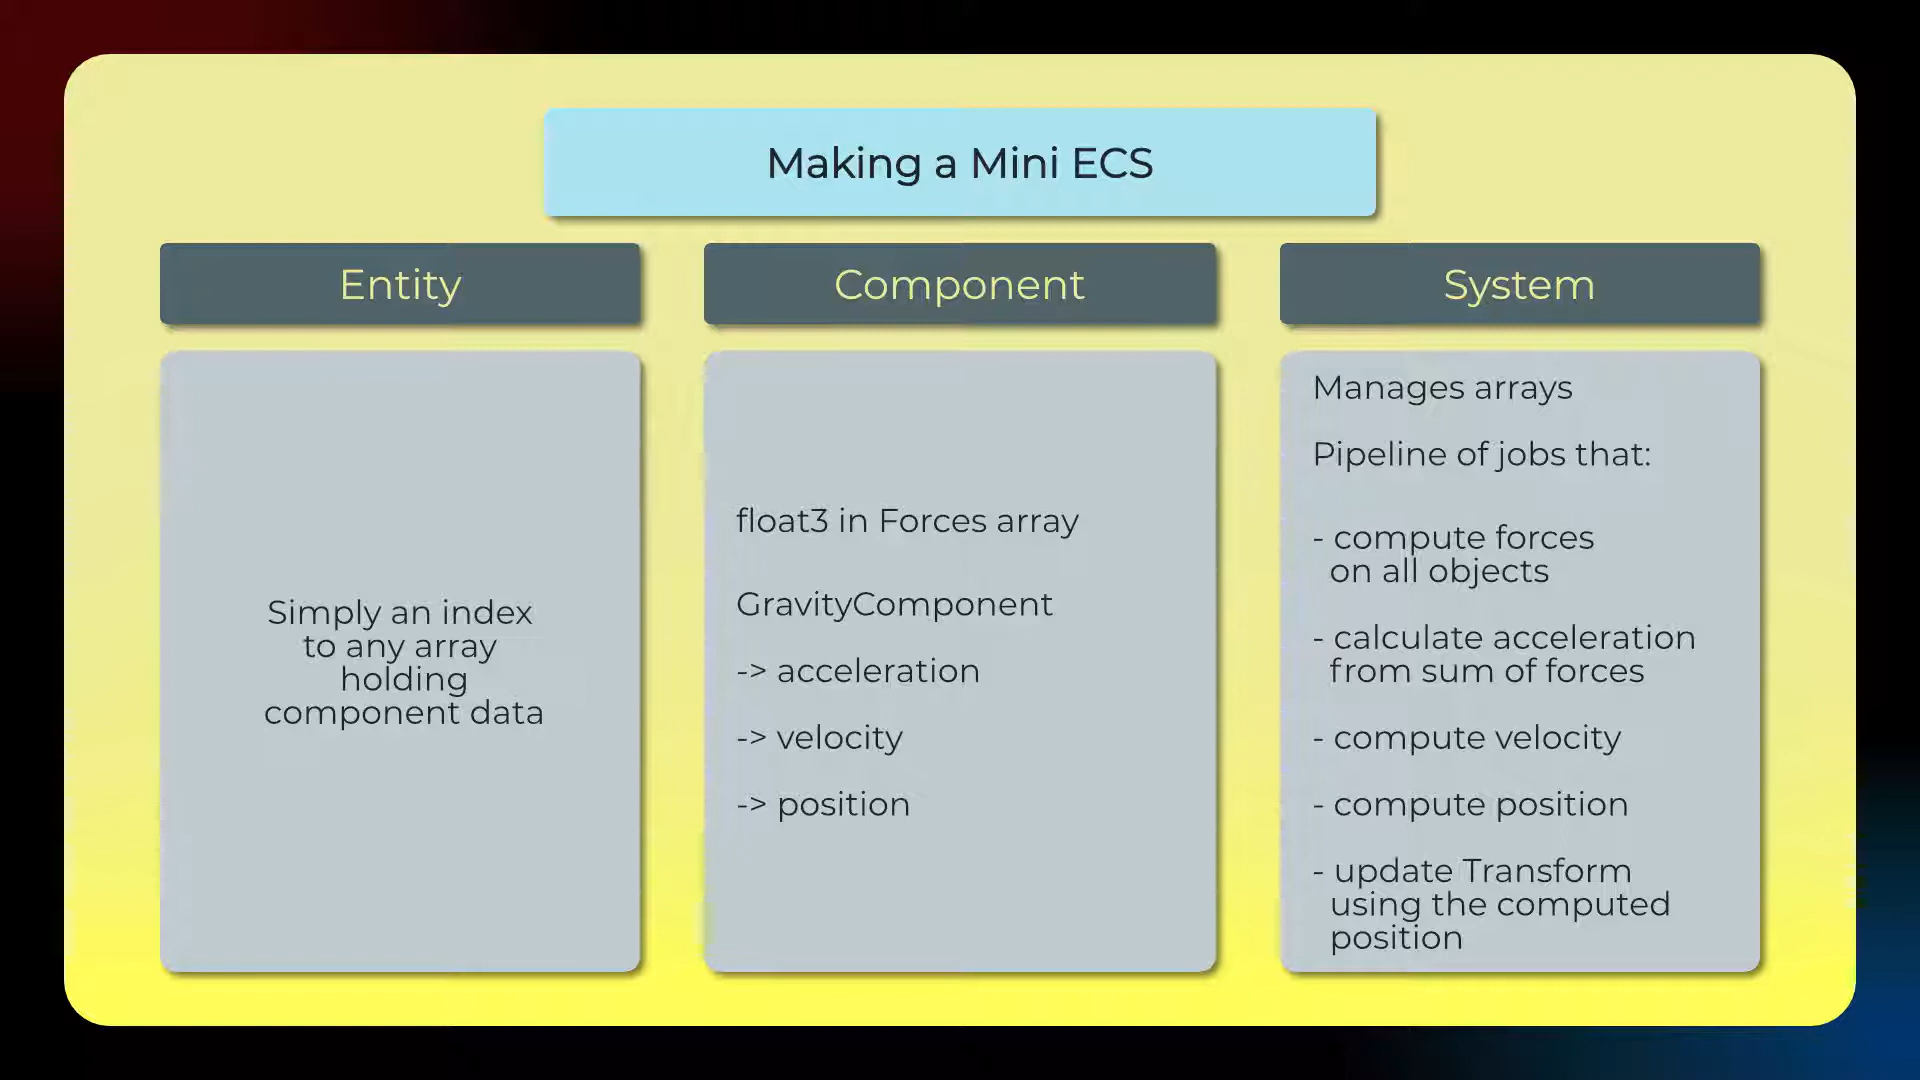 Making a Mini ECS
Entity
Simply an index
to any array
holding
component data
Component
float3 in Forces array
GravityComponent
-> acceleration
-> velocity
-> position
System
Manages arrays
Pipeline of jobs that:
- compute forces
on all objects
- calculate acceleration
from sum of forces
- compute velocity
- compute position
- update Transform
using the computed
position